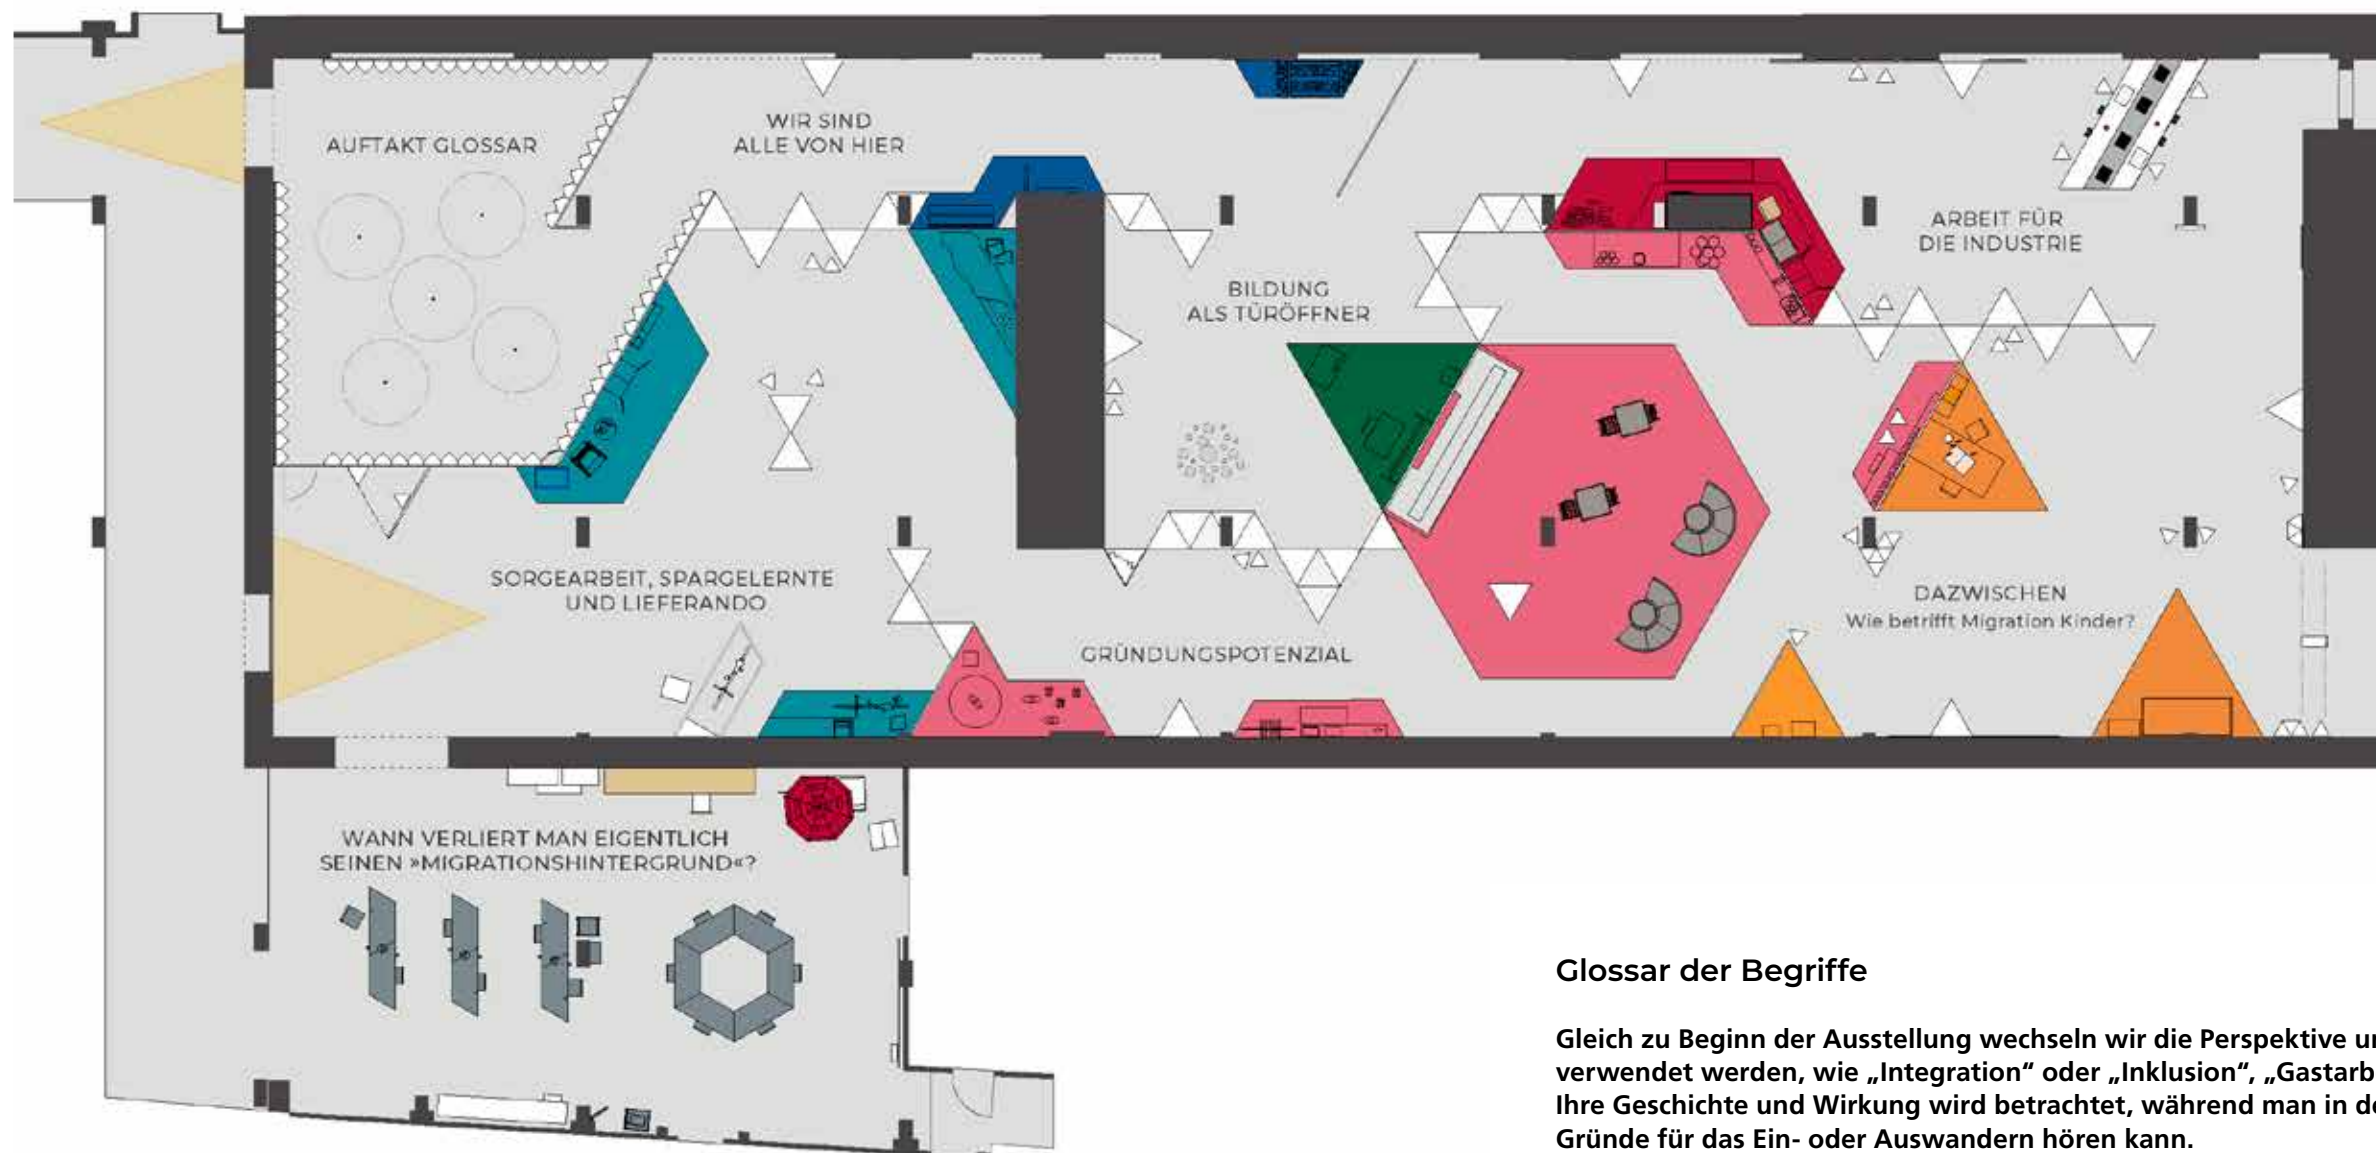 AUFTAKT GLOSSAR
WIR SIND
ALLE VON HIER
BILDUNG
ALS TÜRÖFFNER
ARBEIT FÜR
DIE INDUSTRIE
SORGEARBEIT, SPARGELERNTE
UND LIEFERANDO
GRÜNDUNGSPOTENZIAL
DAZWISCHEN
Wie betrifft Migration Kinder?
WANN VERLIERT MAN EIGENTLICH
SEINEN »MIGRATIONSHINTERGRUND«?
Glossar der Begriffe
Gleich zu Beginn der Ausstellung wechseln wir die Perspektive
verwendet werden, wie „Integration“ oder „Inklusion“, „Gastarb
Ihre Geschichte und Wirkung wird betrachtet, während man in
Gründe für das Ein- oder Auswandern hören kann.